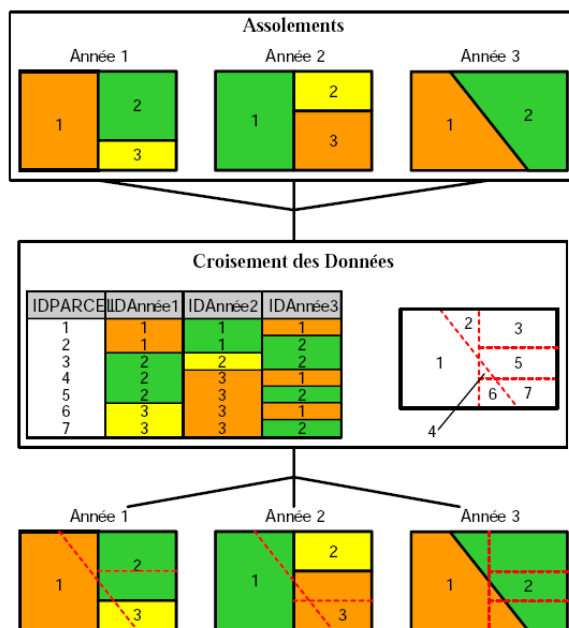 Assolements
Année 1 Année 2 Année 3
1 2 3 1 2 3 1 2
Croisement des Données
IDPARCEL IDAnnée1 IDAnnée2 IDAnnée3
1 1 1 1
2 1 1 2
3 2 2 2
4 2 3 1
5 2 3 2
6 3 3 1
7 3 3 2
1 2 3 4 5 6 7
Année 1 Année 2 Année 3
1 2 3 1 2 3 1 2